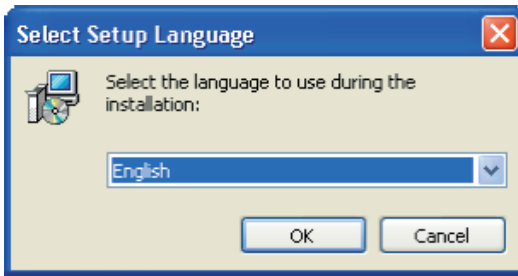 Select Setup Language
Select the language to use during the
installation:
English
OK
Cancel